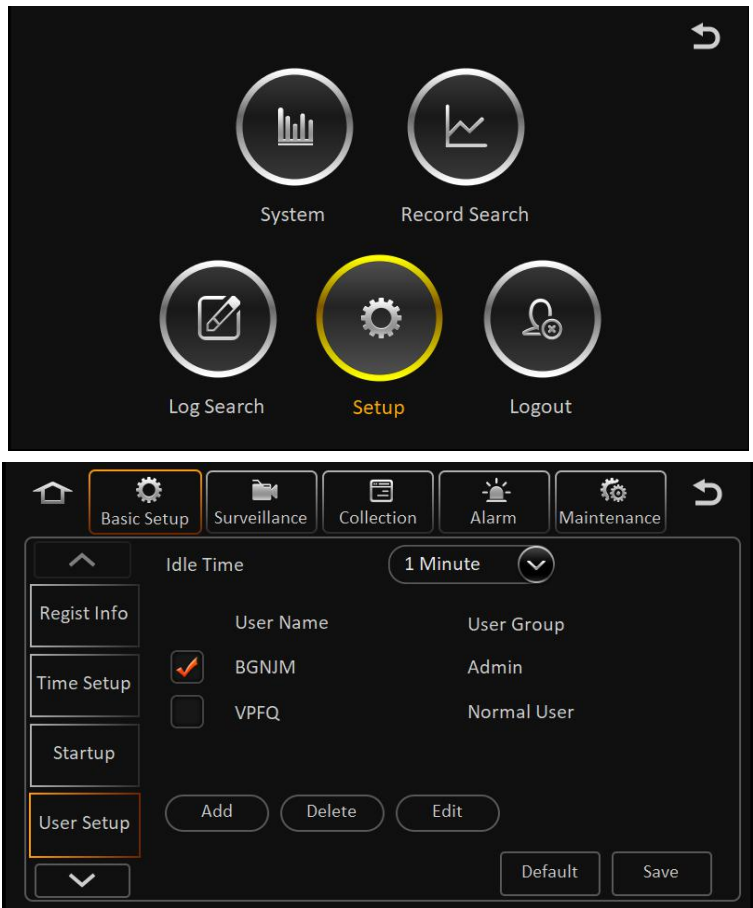 System Record Search
Log Search Setup Logout
Basic Setup Surveillance Collection Alarm Maintenance
Idle Time 1 Minute
Regist Info
User Name User Group
BGNJM Admin
Time Setup
VPFQ Normal User
Startup
Add Delete Edit
User Setup
Default Save